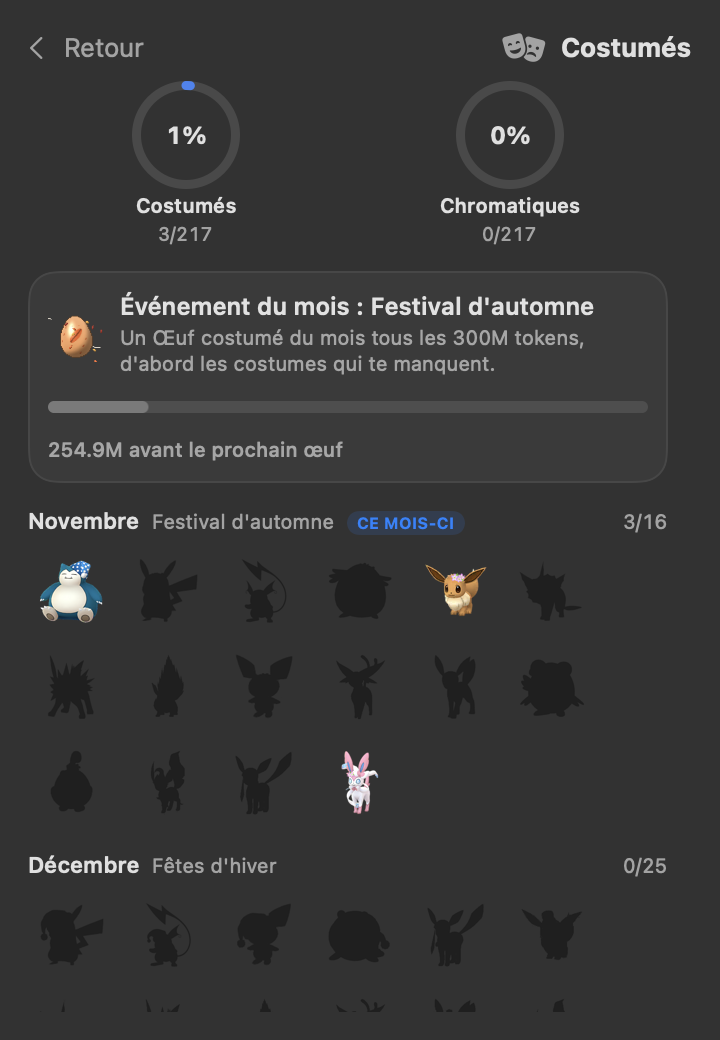 Retour
Costumés
1%
0%
Costumés
Chromatiques
3/217
0/217
Événement du mois : Festival d'automne
Un Œuf costumé du mois tous les 300M tokens,
d'abord les costumes qui te manquent.
254.9M avant le prochain œuf
Novembre Festival d'automne CE MOIS-CI 3/16
Décembre Fêtes d'hiver 0/25